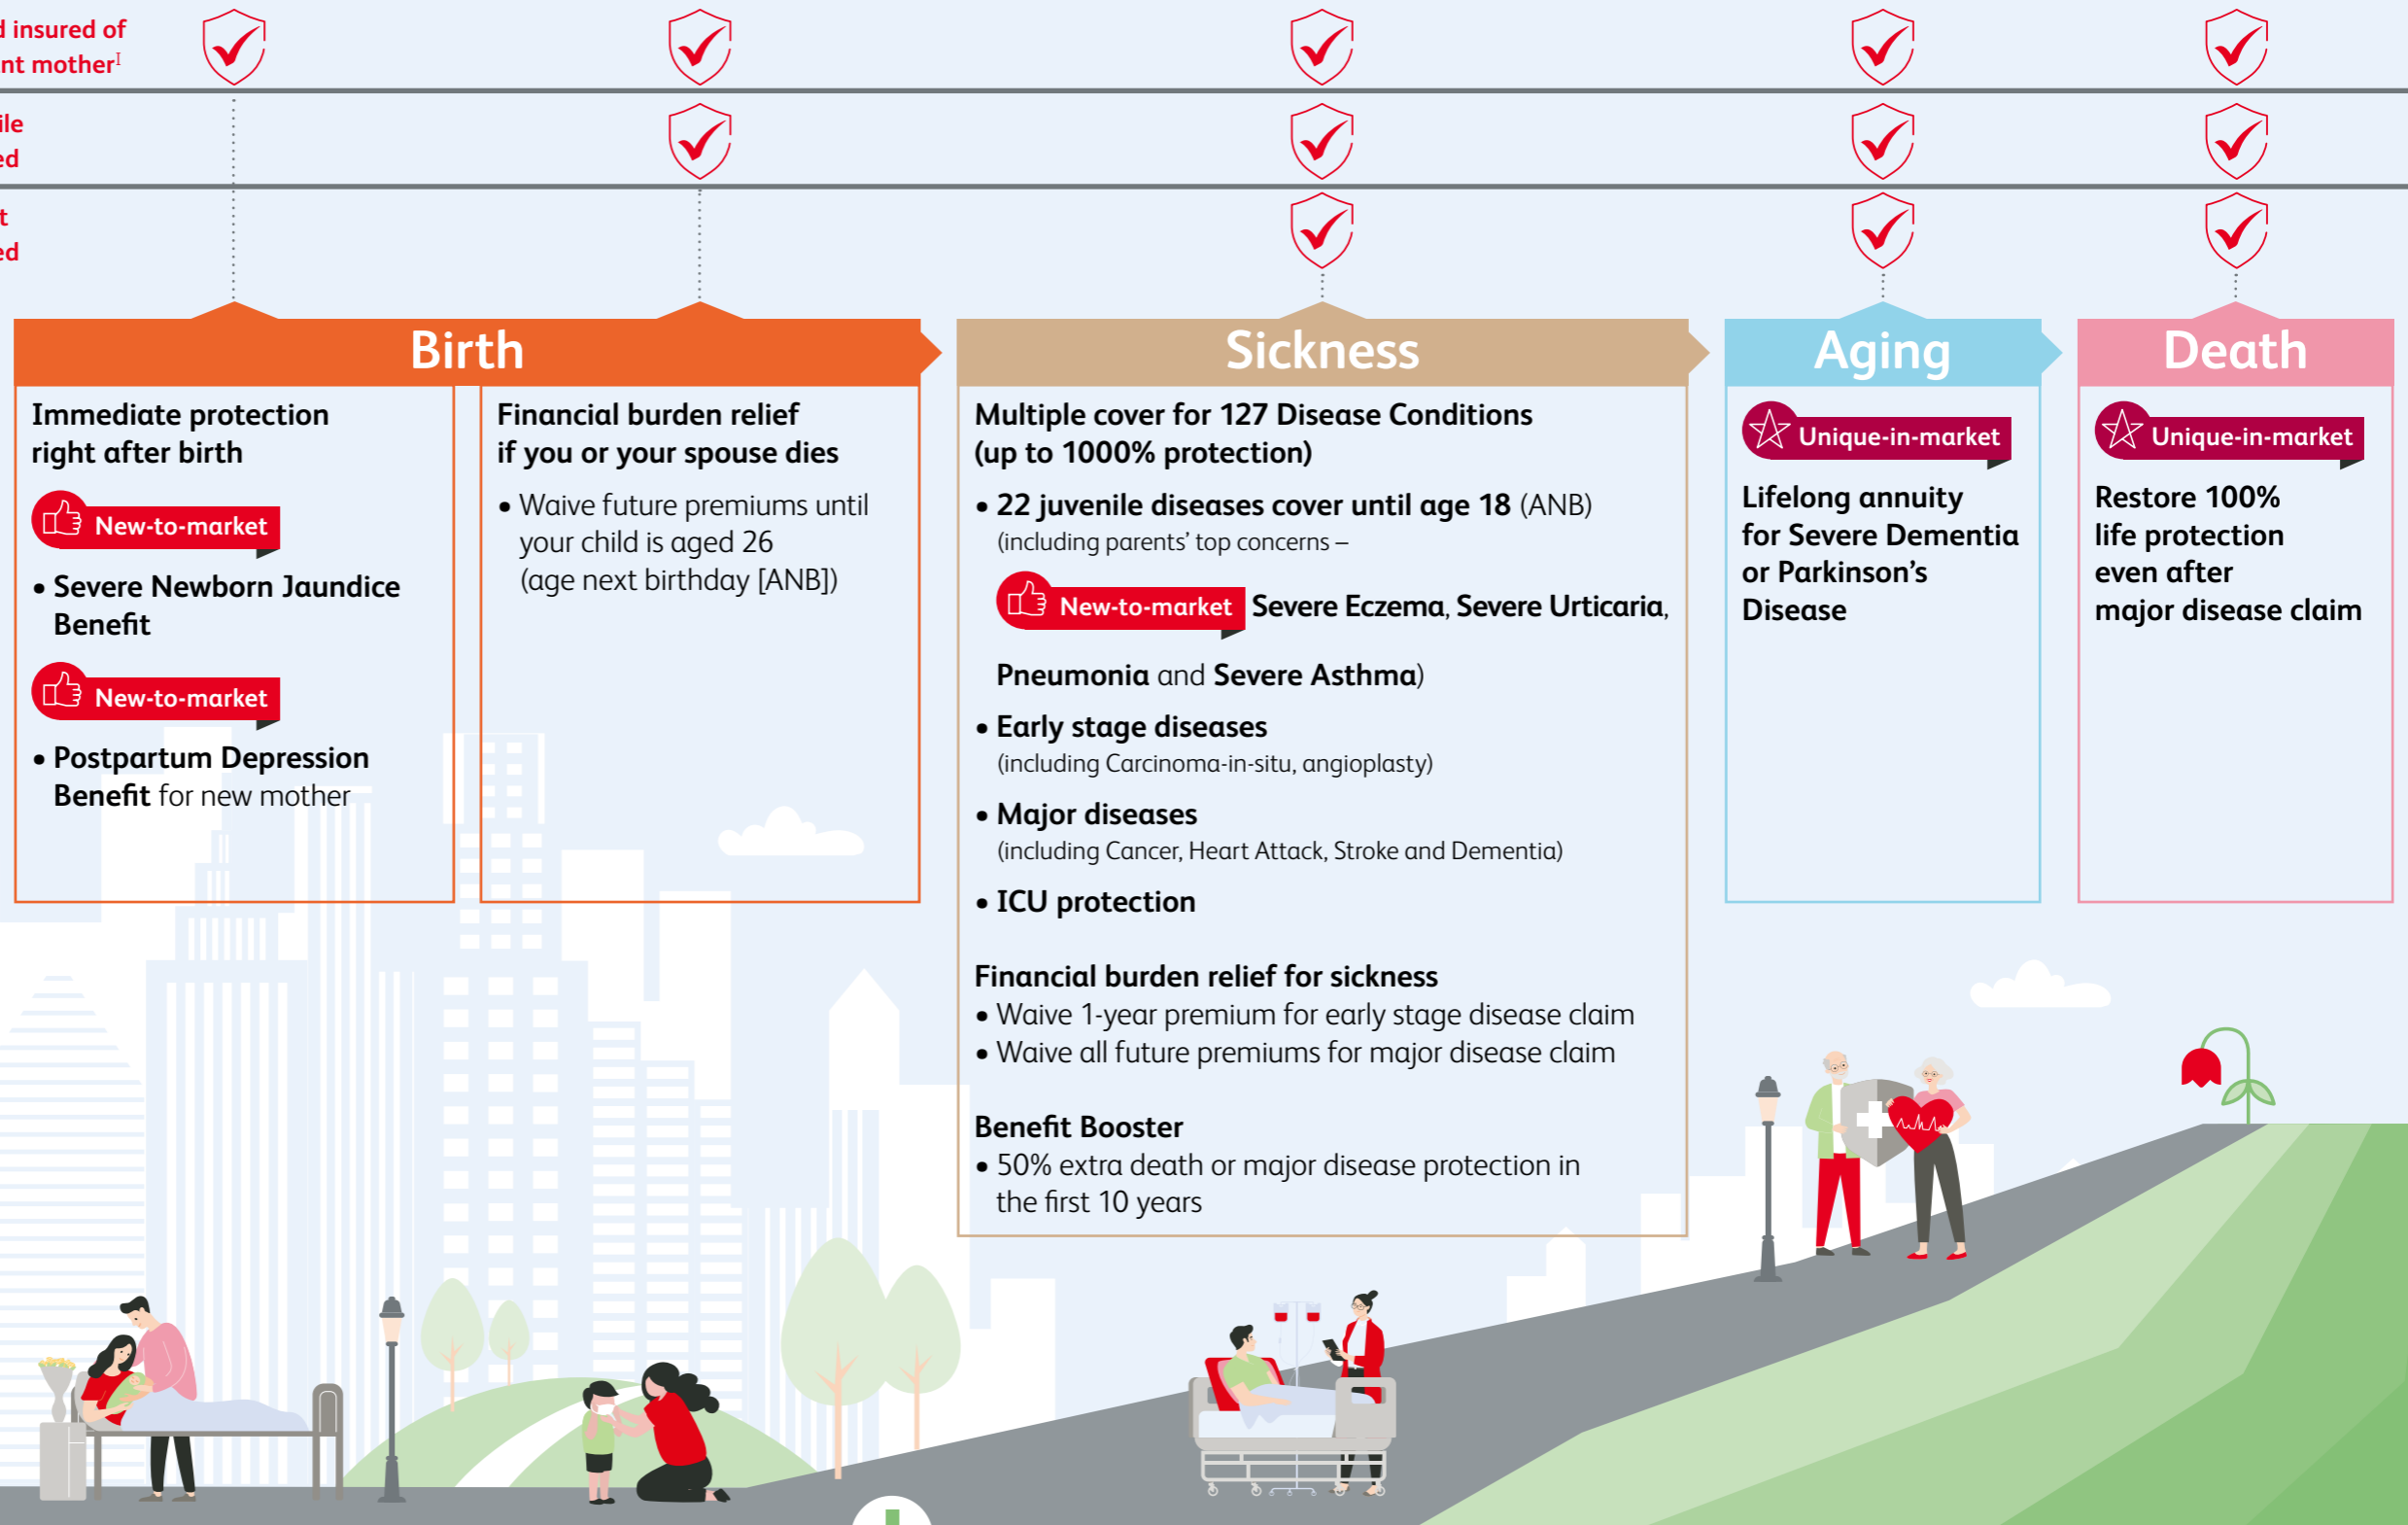 insured of
mother¹
Birth
Immediate protection
right after birth
New-to-market
• Severe Newborn Jaundice
Benefit
New-to-market
• Postpartum Depression
Benefit for new mother
Financial burden relief
if you or your spouse dies
• Waive future premiums until
your child is aged 26
(age next birthday [ANB])
Sickness
Multiple cover for 127 Disease Conditions
(up to 1000% protection)
• 22 juvenile diseases cover until age 18 (ANB)
(including parents’ top concerns –
New-to-market Severe Eczema, Severe Urticaria,
Pneumonia and Severe Asthma)
• Early stage diseases
(including Carcinoma-in-situ, angioplasty)
• Major diseases
(including Cancer, Heart Attack, Stroke and Dementia)
• ICU protection
Financial burden relief for sickness
• Waive 1-year premium for early stage disease claim
• Waive all future premiums for major disease claim
Benefit Booster
• 50% extra death or major disease protection in
the first 10 years
Aging
Unique-in-market
Lifelong annuity
for Severe Dementia
or Parkinson’s
Disease
Death
Unique-in-market
Restore 100%
life protection
even after
major disease claim